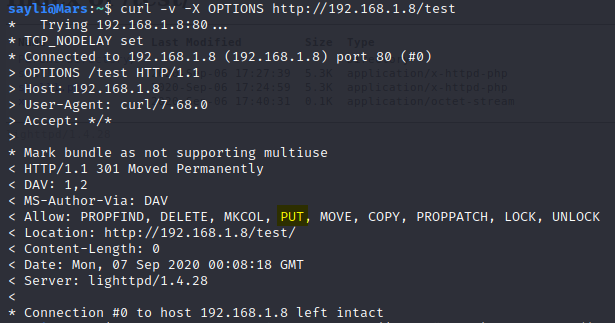 sayli@Mars:~$ curl -v -X OPTIONS http://192.168.1.8/test
*   Trying 192.168.1.8:80...
* TCP_NODELAY set
* Connected to 192.168.1.8 (192.168.1.8) port 80 (#0)
> OPTIONS /test HTTP/1.1
> Host: 192.168.1.8
> User-Agent: curl/7.68.0
> Accept: */*
>
* Mark bundle as not supporting multiuse
< HTTP/1.1 301 Moved Permanently
< DAV: 1,2
< MS-Author-Via: DAV
< Allow: PROPFIND, DELETE, MKCOL, PUT, MOVE, COPY, PROPPATCH, LOCK, UNLOCK
< Location: http://192.168.1.8/test/
< Content-Length: 0
< Date: Mon, 07 Sep 2020 00:08:18 GMT
< Server: lighttpd/1.4.28
<
* Connection #0 to host 192.168.1.8 left intact